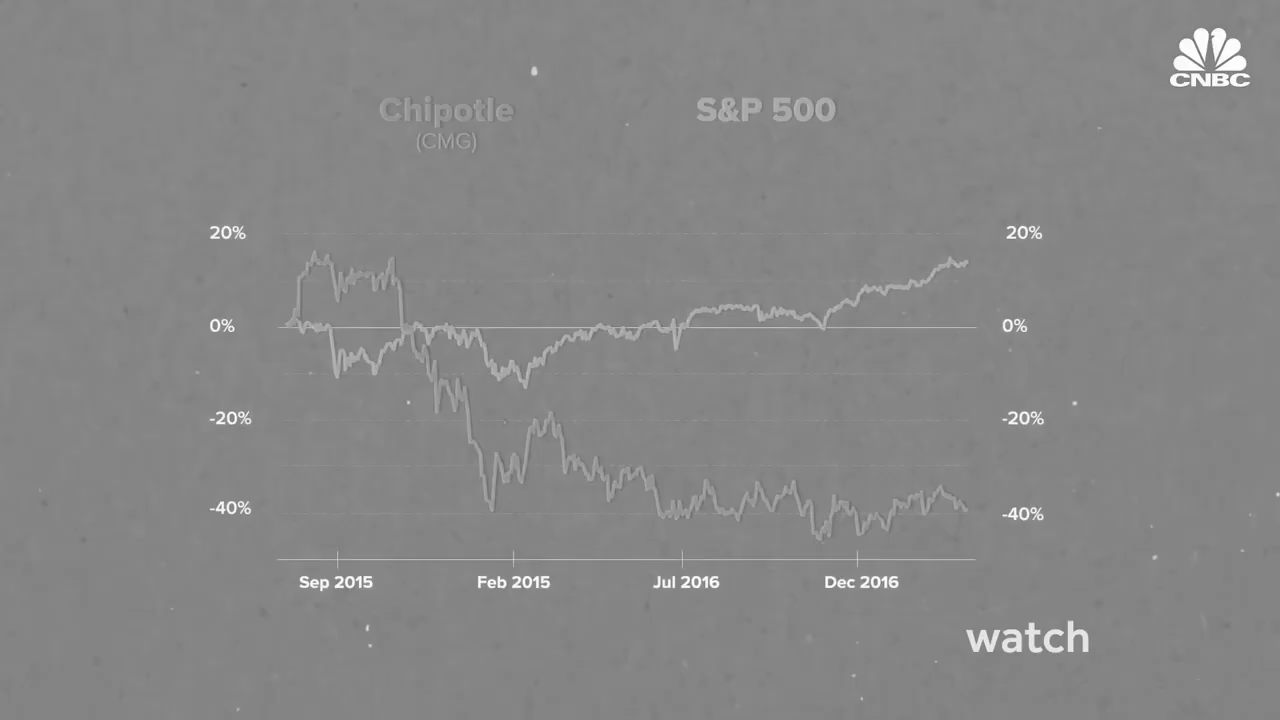 CNBC
Chipotle S&P 500
(CMG)
20% 20%
0% 0%
-20% -20%
-40% -40%
Sep 2015 Feb 2015 Jul 2016 Dec 2016
watch